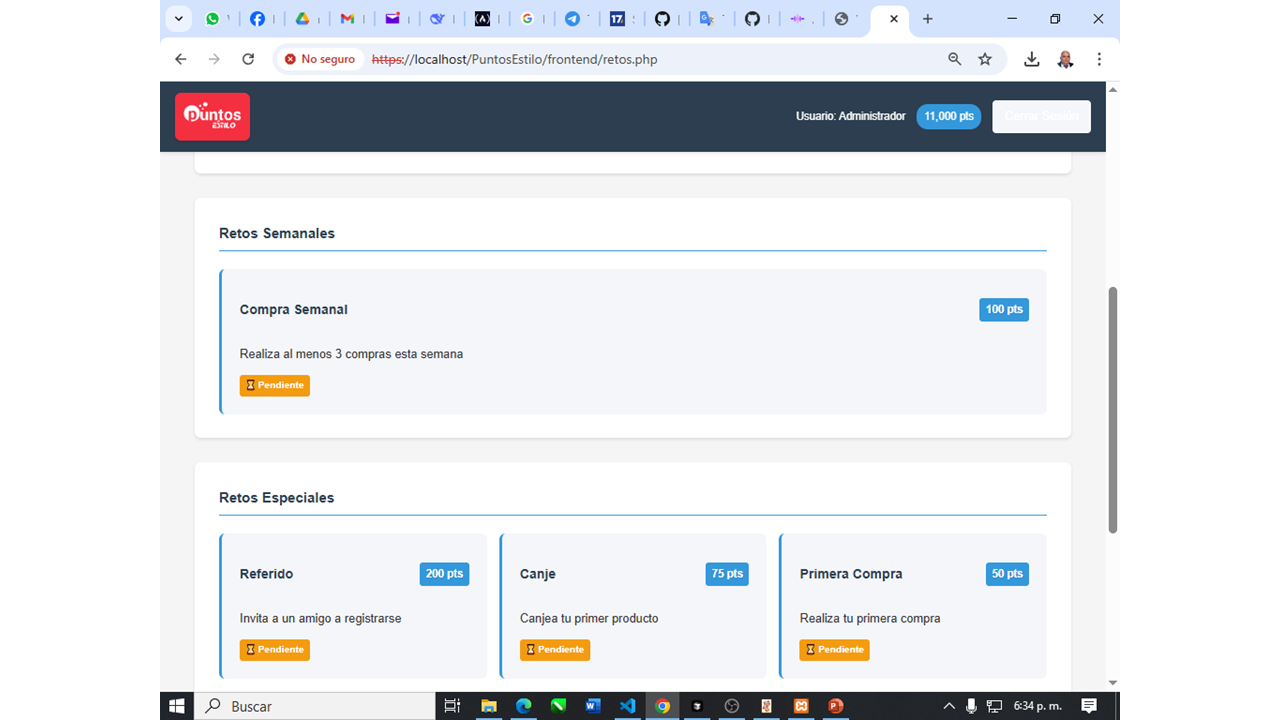 No seguro https://localhost/PuntosEstilo/frontend/retos.php
puntos
ESTILO
Usuario: Administrador 11,000 pts Cerrar Sesión
Retos Semanales
Compra Semanal 100 pts
Realiza al menos 3 compras esta semana
Pendiente
Retos Especiales
Referido 200 pts
Invita a un amigo a registrarse
Pendiente
Canje 75 pts
Canjea tu primer producto
Pendiente
Primera Compra 50 pts
Realiza tu primera compra
Pendiente
Buscar
6:34 p. m.